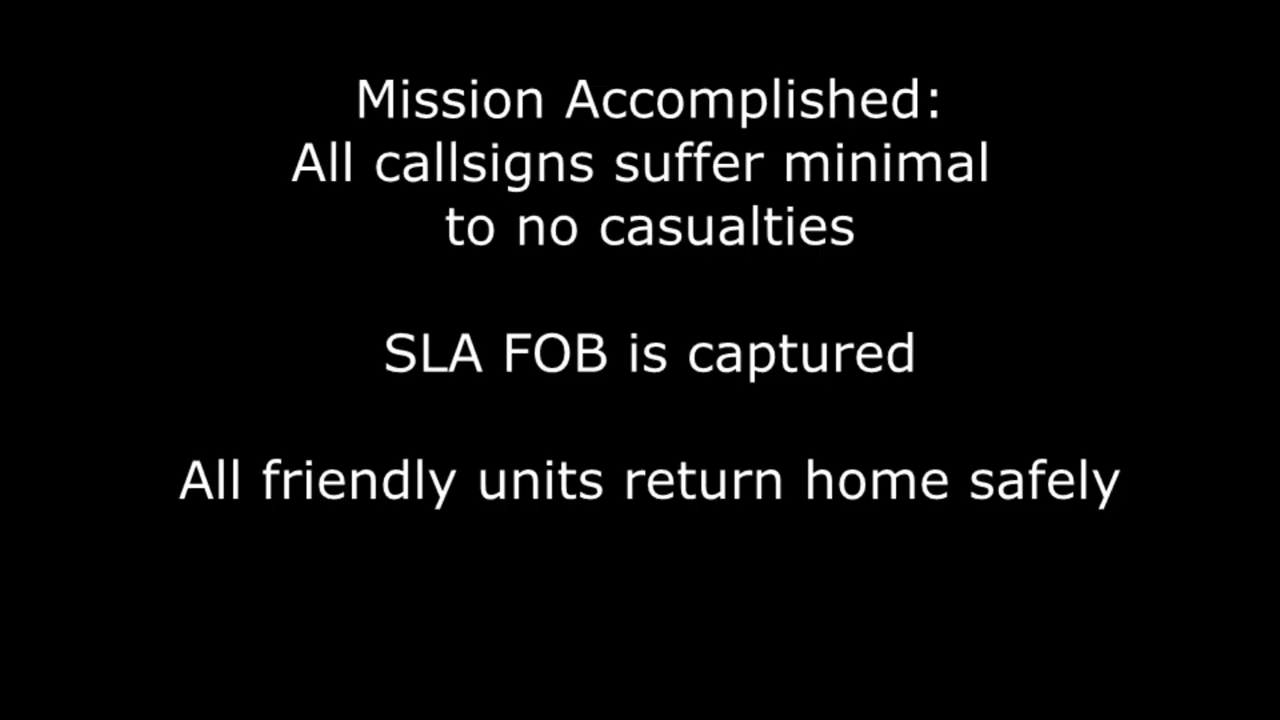 Mission Accomplished:
All callsigns suffer minimal
to no casualties
SLA FOB is captured
All friendly units return home safely